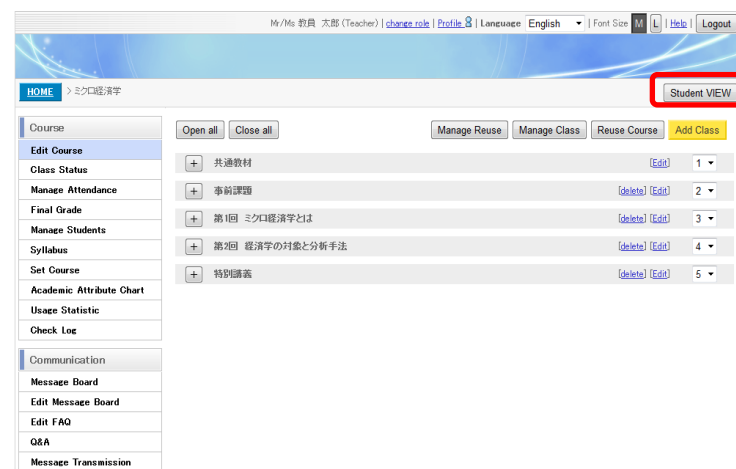 Mr/Ms 教員 太郎 (Teacher) | change role | Profile | Language English | Font Size M L | Help | Logout
HOME > ミクロ経済学
Student VIEW
Course
Edit Course
Class Status
Manage Attendance
Final Grade
Manage Students
Syllabus
Set Course
Academic Attribute Chart
Usage Statistic
Check Log
Communication
Message Board
Edit Message Board
Edit FAQ
Q&A
Message Transmission
Open all Close all Manage Reuse Manage Class Reuse Course Add Class
+ 共通教材 [Edit] 1
+ 事前課題 [delete] [Edit] 2
+ 第1回 ミクロ経済学とは [delete] [Edit] 3
+ 第2回 経済学の対象と分析手法 [delete] [Edit] 4
+ 特別講義 [delete] [Edit] 5